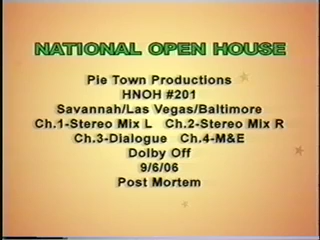 NATIONAL OPEN HOUSE
Pie Town Productions
HNOH #201
Savannah/Las Vegas/Baltimore
Ch.1-Stereo Mix L Ch.2-Stereo Mix R
Ch.3-Dialogue Ch.4-M&E
Dolby Off
9/6/06
Post Mortem